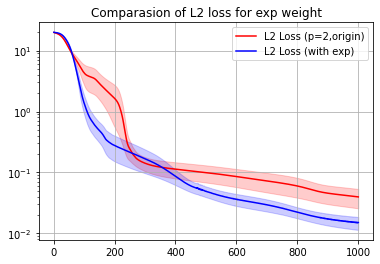 Comparasion of L2 loss for exp weight
L2 Loss (p=2,origin)
L2 Loss (with exp)
10¹
10⁰
10⁻¹
10⁻²
0 200 400 600 800 1000